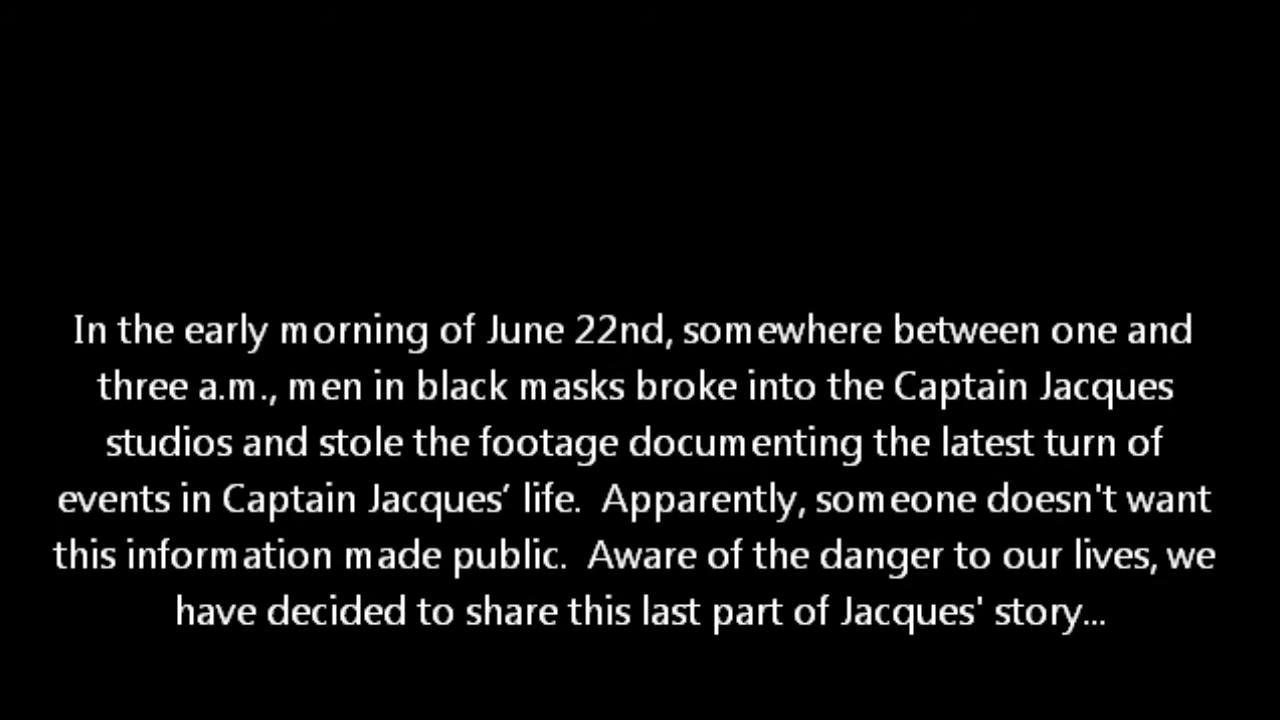 In the early morning of June 22nd, somewhere between one and
three a.m., men in black masks broke into the Captain Jacques
studios and stole the footage documenting the latest turn of
events in Captain Jacques’ life.  Apparently, someone doesn't want
this information made public.  Aware of the danger to our lives, we
have decided to share this last part of Jacques' story...